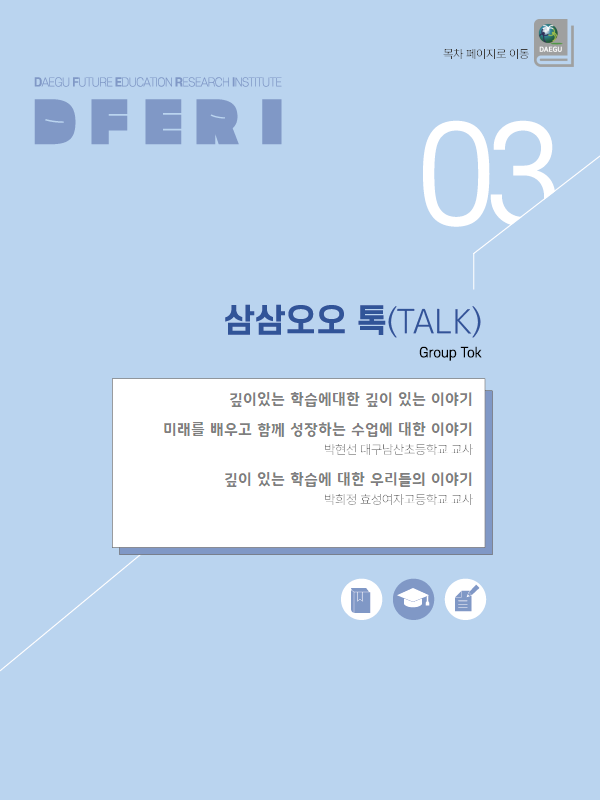 목차 페이지로 이동
DAEGU
DAEGU FUTURE EDUCATION RESEARCH INSTITUTE
DFERI
03
삼삼오오 톡(TALK)
Group Tok
깊이있는 학습에대한 깊이 있는 이야기
미래를 배우고 함께 성장하는 수업에 대한 이야기
박현선 대구남산초등학교 교사
깊이 있는 학습에 대한 우리들의 이야기
박희정 효성여자고등학교 교사